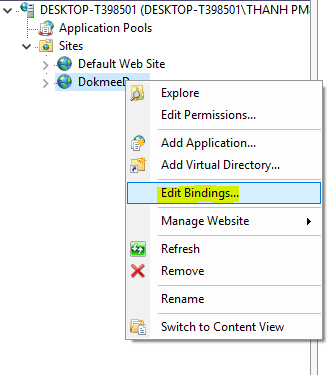 DESKTOP-T398501 (DESKTOP-T398501\THANH PM
Application Pools
Sites
Default Web Site
DokmeeD
Explore
Edit Permissions...
Add Application...
Add Virtual Directory...
Edit Bindings...
Manage Website
Refresh
Remove
Rename
Switch to Content View